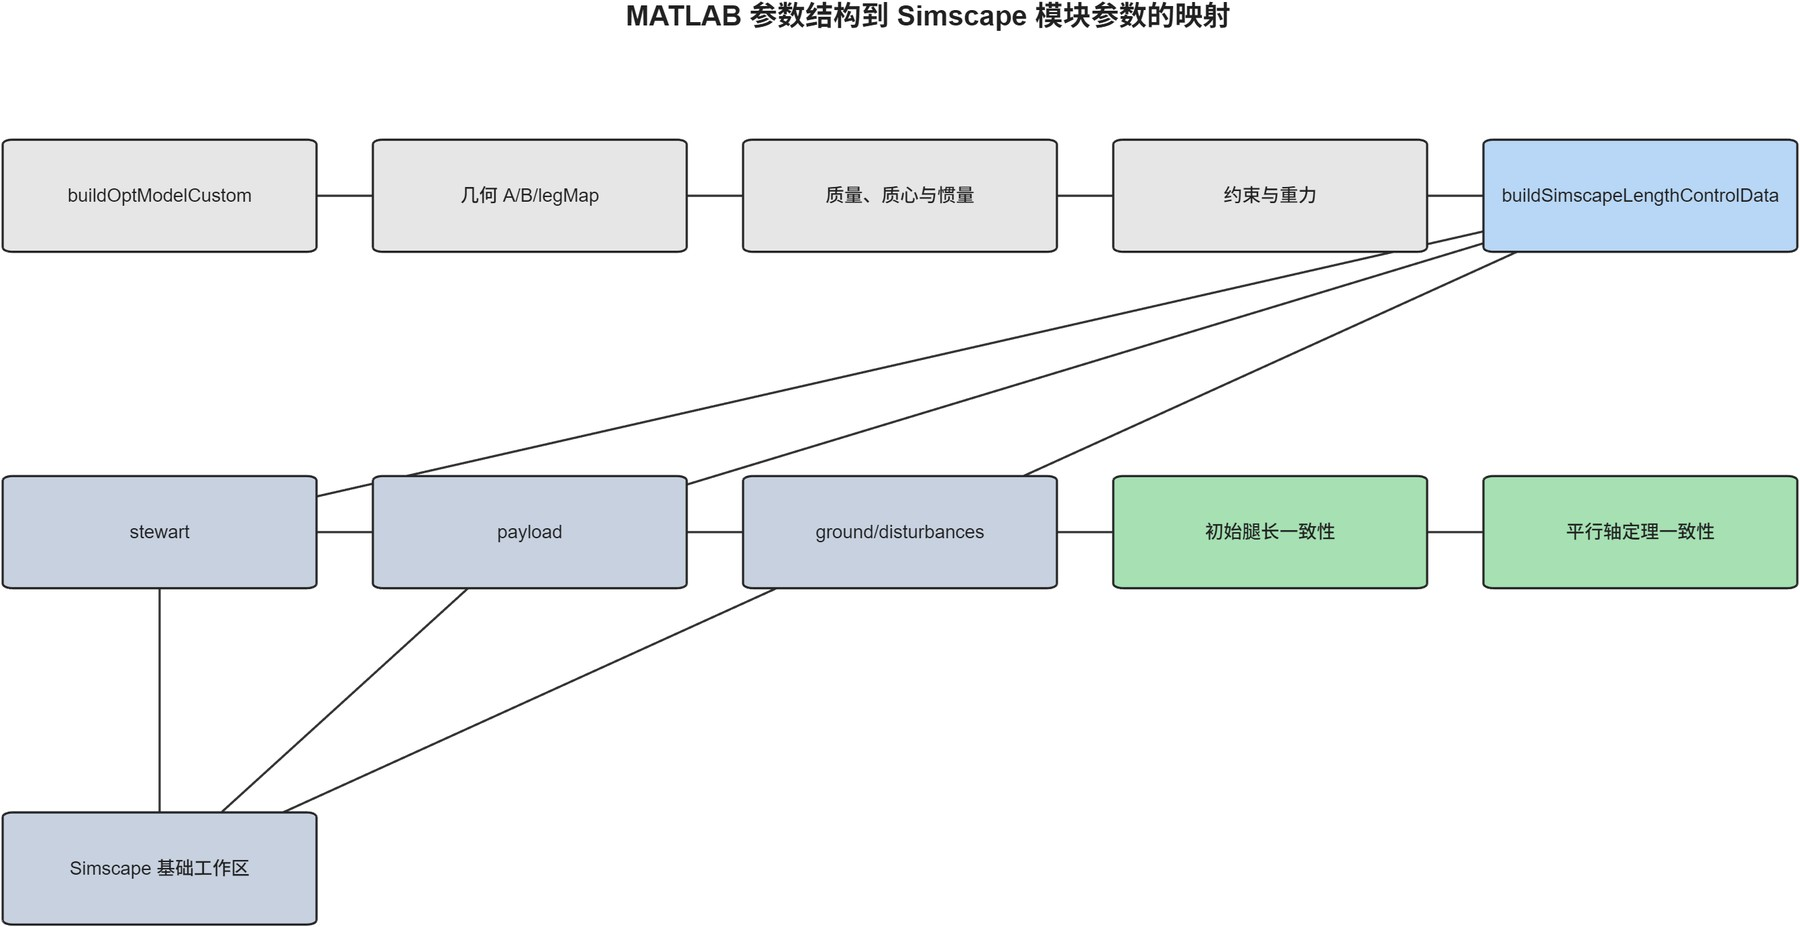 MATLAB 参数结构到 Simscape 模块参数的映射
buildOptModelCustom
几何 A/B/legMap
质量、质心与惯量
约束与重力
buildSimscapeLengthControlData
stewart
payload
ground/disturbances
初始腿长一致性
平行轴定理一致性
Simscape 基础工作区